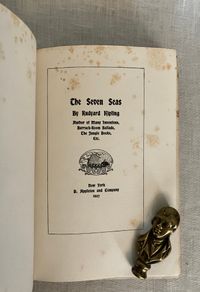 The Seven Seas
By Rudyard Kipling
Author of Many Inventions,
Barrack-Room Ballads,
The Jungle Books,
Etc.
New York
D. Appleton and Company
1897